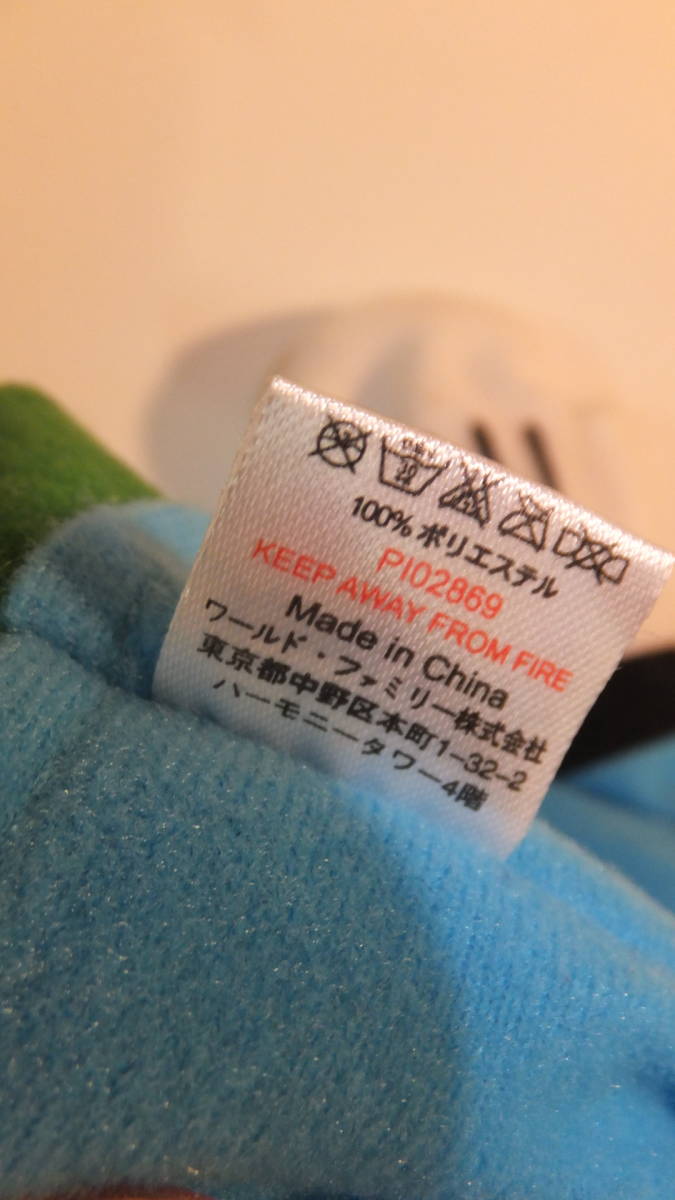 100% ポリエステル
PI02869
KEEP AWAY FROM FIRE
Made in China
ワールド・ファミリー株式会社
東京都中野区本町1-32-2
ハーモニータワー4階